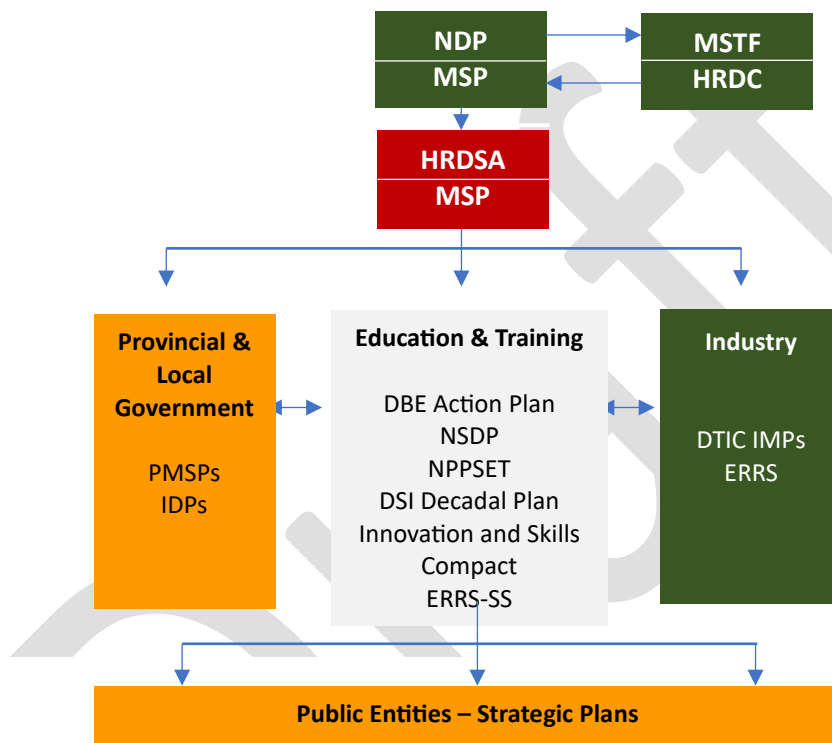 NDP
MSP
MSTF
HRDC
HRDSA
MSP
Provincial &
Local
Government
PMSPs
IDPs
Education & Training
DBE Action Plan
NSDP
NPPSET
DSI Decadal Plan
Innovation and Skills
Compact
ERRS-SS
Industry
DTIC IMPs
ERRS
Public Entities – Strategic Plans